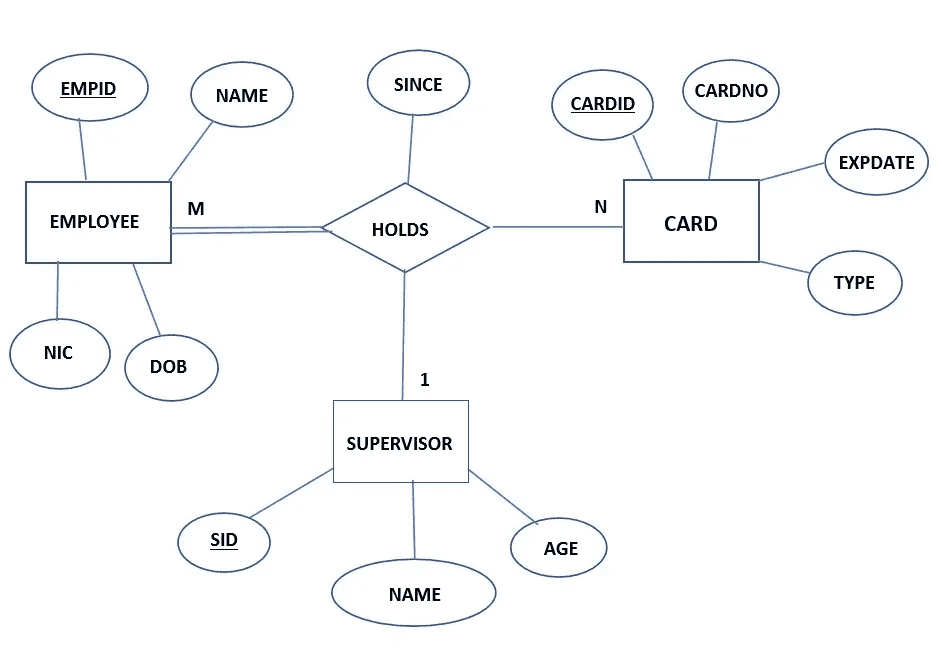 EMPID
NAME
SINCE
CARDID
CARDNO
EXPDATE
EMPLOYEE
M
HOLDS
N
CARD
TYPE
NIC
DOB
1
SUPERVISOR
SID
NAME
AGE